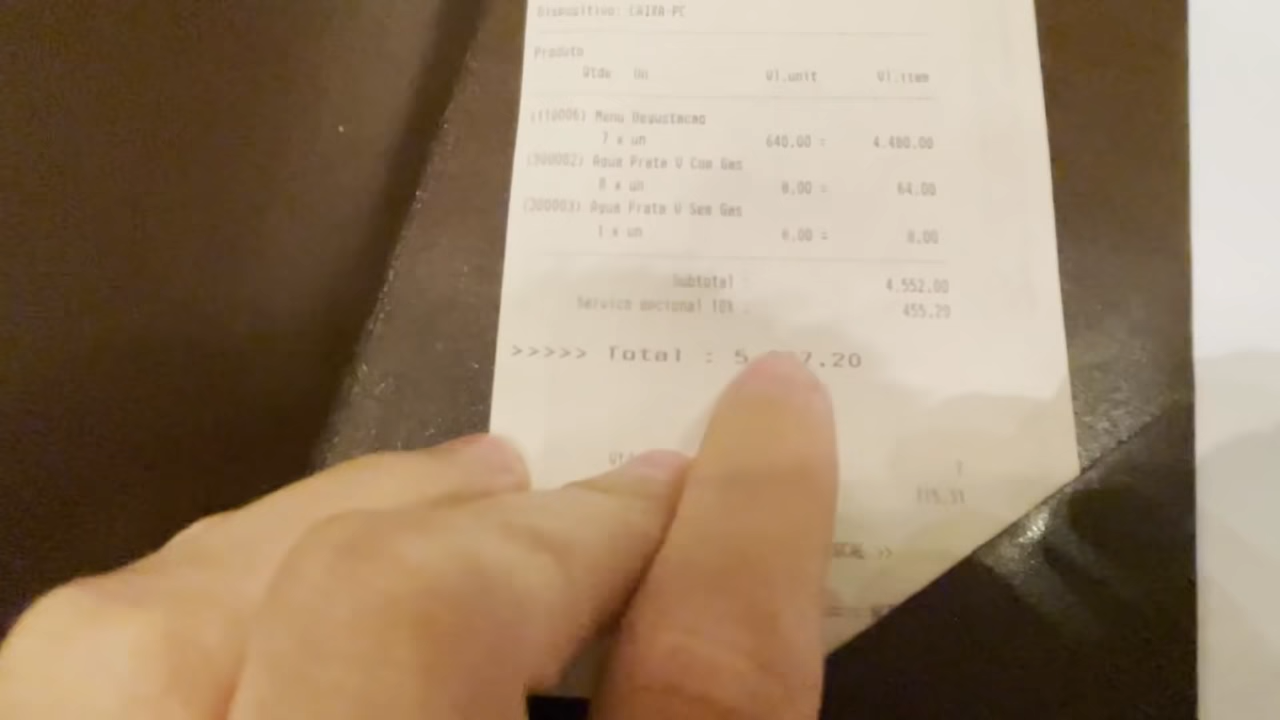 Dispositivo: CAIXA-PC
Produto
Qtde Un Vl.unit Vl.item
(110006) Menu Degustacao
7 x un 640,00 = 4.480,00
(300002) Agua Prata V Com Gas
8 x un 8,00 = 64,00
(300003) Agua Prata V Sem Gas
1 x un 8,00 = 8,00
Subtotal : 4.552,00
Servico opcional 10% : 455,20
>>>>> Total : 5. 7,20
7
>>